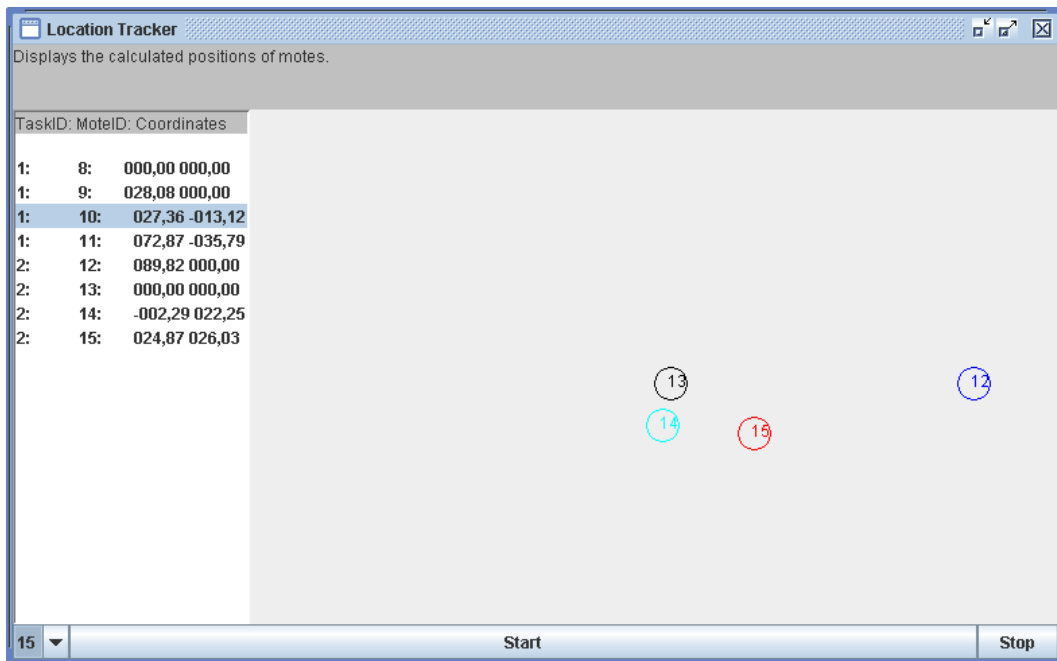 Location Tracker
Displays the calculated positions of motes.
TaskID: MoteID: Coordinates
1: 8: 000,00 000,00
1: 9: 028,08 000,00
1: 10: 027,36 -013,12
1: 11: 072,87 -035,79
2: 12: 089,82 000,00
2: 13: 000,00 000,00
2: 14: -002,29 022,25
2: 15: 024,87 026,03
13
12
14
15
15 Start Stop